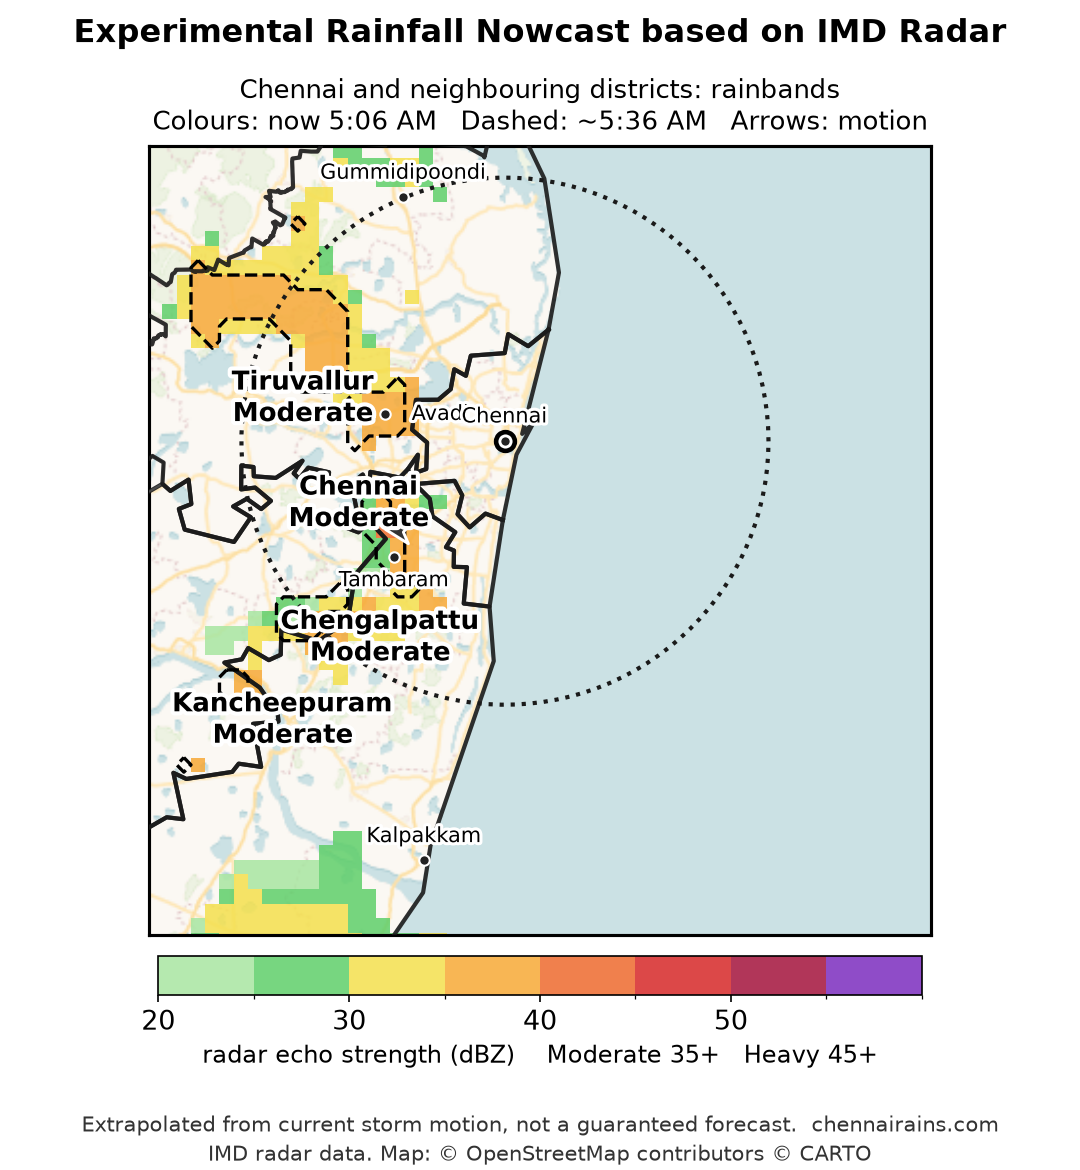 Experimental Rainfall Nowcast based on IMD Radar
Chennai and neighbouring districts: rainbands
Colours: now 5:06 AM   Dashed: ~5:36 AM   Arrows: motion
Gummidipoondi
Tiruvallur
Moderate
Chennai
Chennai
Moderate
Tambaram
Chengalpattu
Moderate
Kancheepuram
Moderate
Kalpakkam
20 30 40 50
radar echo strength (dBZ)    Moderate 35+   Heavy 45+
Extrapolated from current storm motion, not a guaranteed forecast.  chennairains.com
IMD radar data. Map: © OpenStreetMap contributors © CARTO